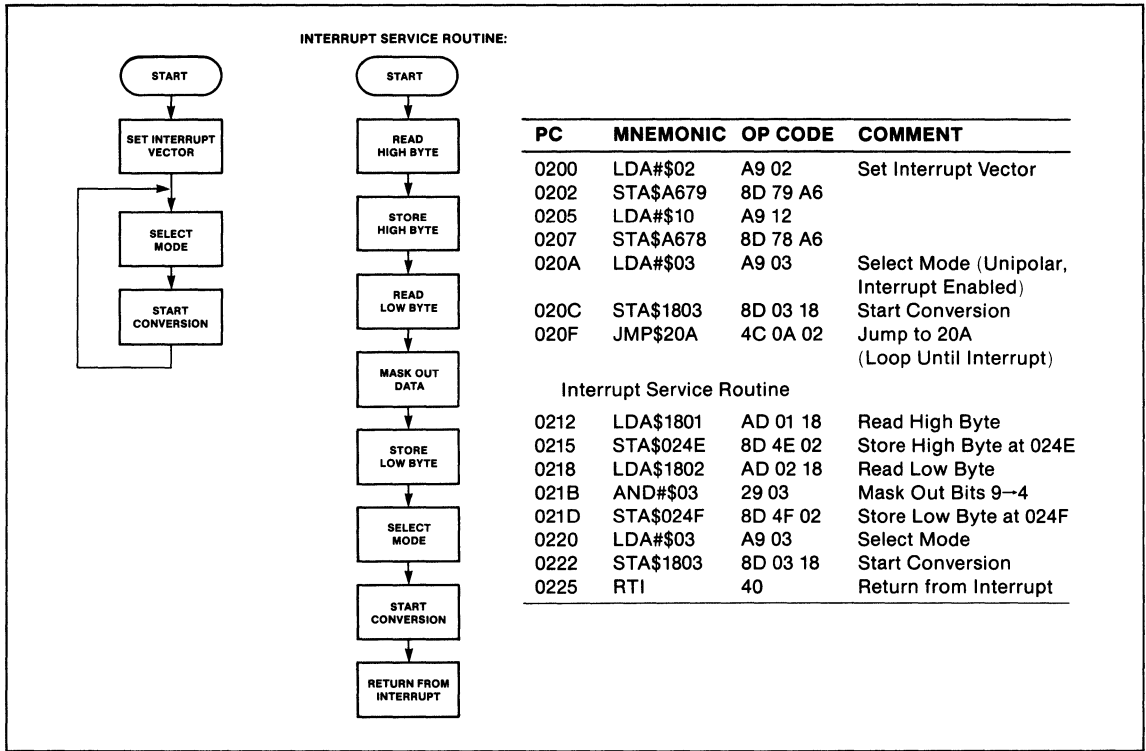 START
SET INTERRUPT
VECTOR
SELECT
MODE
START
CONVERSION
INTERRUPT SERVICE ROUTINE:
START
READ
HIGH BYTE
STORE
HIGH BYTE
READ
LOW BYTE
MASK OUT
DATA
STORE
LOW BYTE
SELECT
MODE
START
CONVERSION
RETURN FROM
INTERRUPT
PC MNEMONIC OP CODE COMMENT
0200 LDA#$02 A9 02 Set Interrupt Vector
0202 STA$A679 8D 79 A6
0205 LDA#$10 A9 12
0207 STA$A678 8D 78 A6
020A LDA#$03 A9 03 Select Mode (Unipolar,
Interrupt Enabled)
020C STA$1803 8D 03 18 Start Conversion
020F JMP$20A 4C 0A 02 Jump to 20A
(Loop Until Interrupt)
Interrupt Service Routine
0212 LDA$1801 AD 01 18 Read High Byte
0215 STA$024E 8D 4E 02 Store High Byte at 024E
0218 LDA$1802 AD 02 18 Read Low Byte
021B AND#$03 29 03 Mask Out Bits 9→4
021D STA$024F 8D 4F 02 Store Low Byte at 024F
0220 LDA#$03 A9 03 Select Mode
0222 STA$1803 8D 03 18 Start Conversion
0225 RTI 40 Return from Interrupt